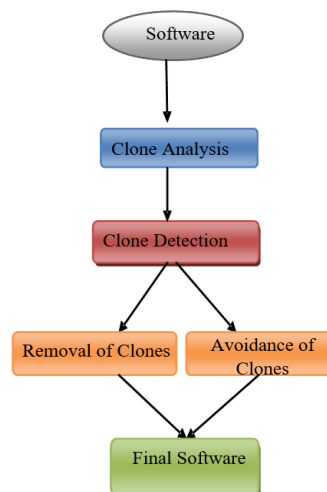 Software
Clone Analysis
Clone Detection
Removal of Clones
Avoidance of
Clones
Final Software